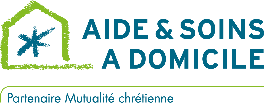 AIDE & SOINS
A DOMICILE
Partenaire Mutualité chrétienne